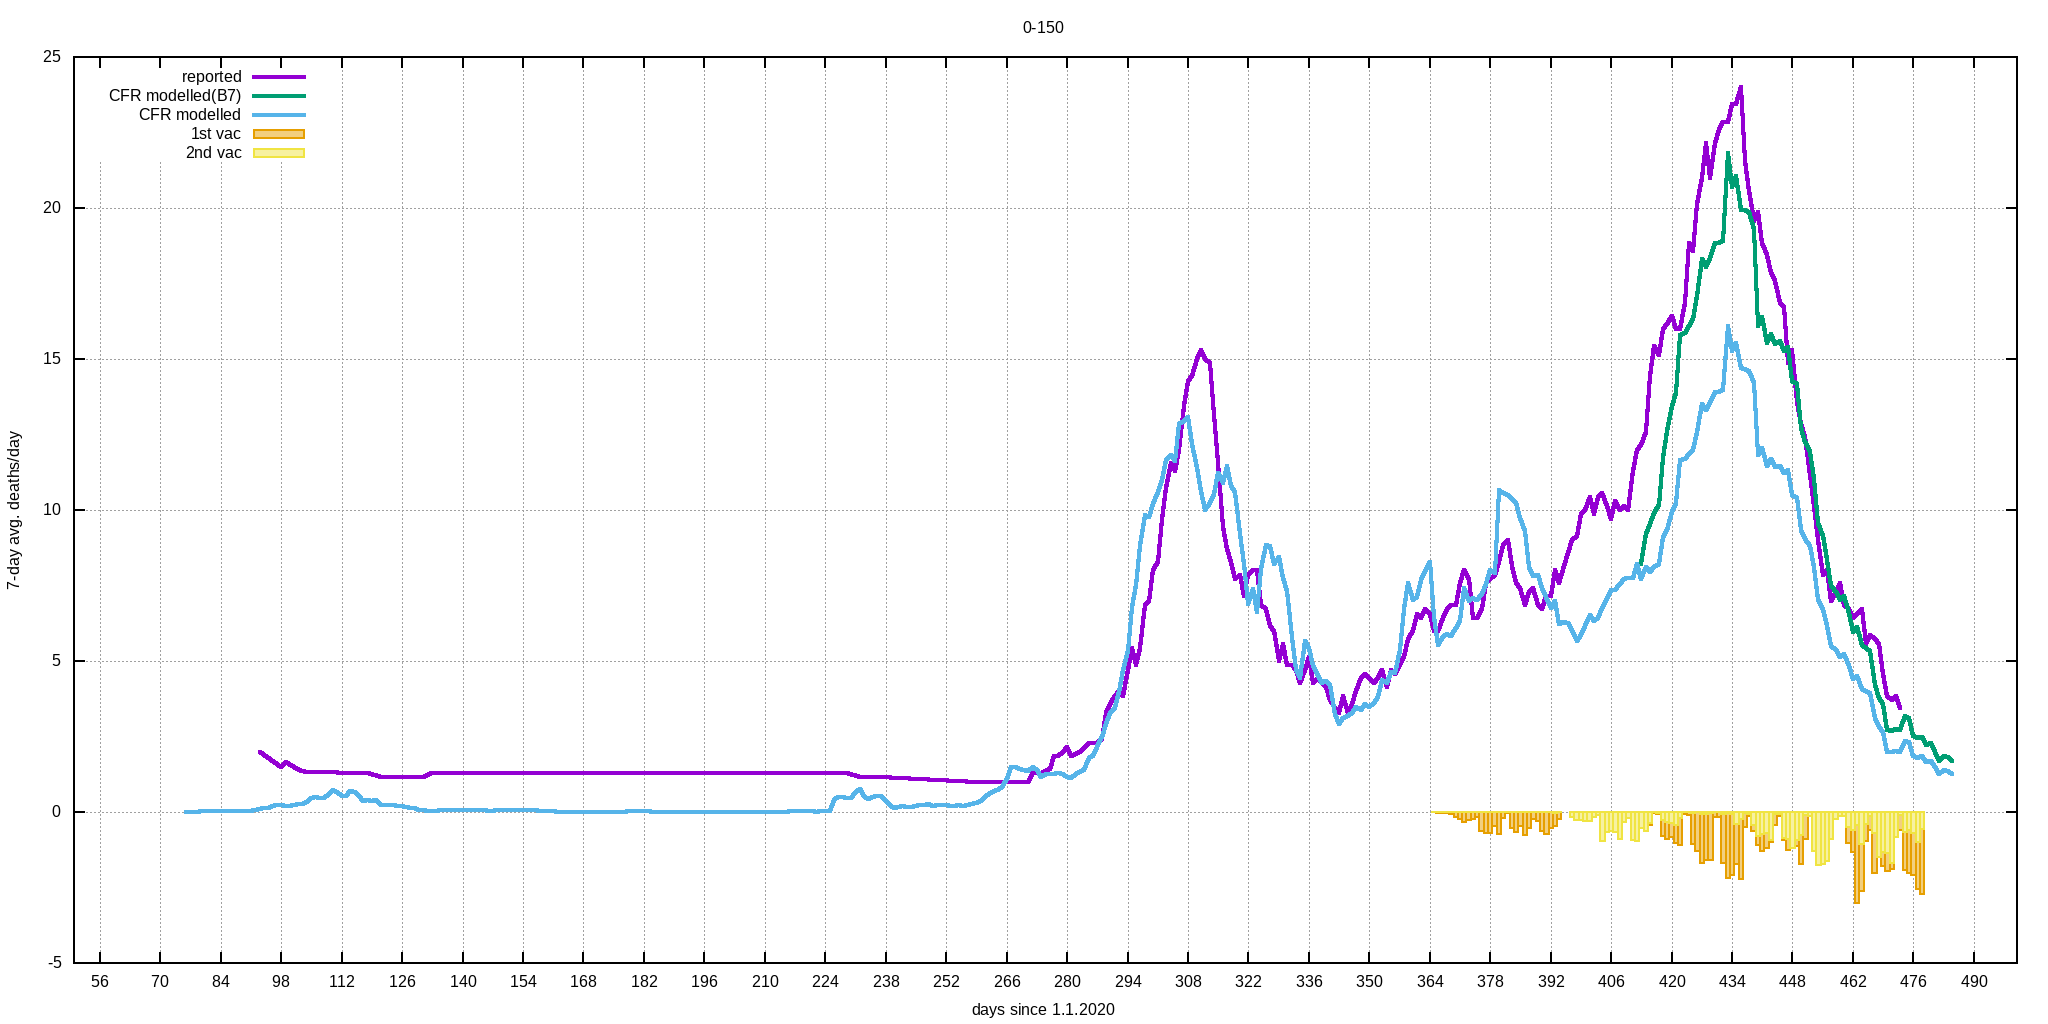 0-150
25
20
15
10
5
0
-5
7-day avg. deaths/day
reported
CFR modelled(B7)
CFR modelled
1st vac
2nd vac
56 70 84 98 112 126 140 154 168 182 196 210 224 238 252 266 280 294 308 322 336 350 364 378 392 406 420 434 448 462 476 490
days since 1.1.2020